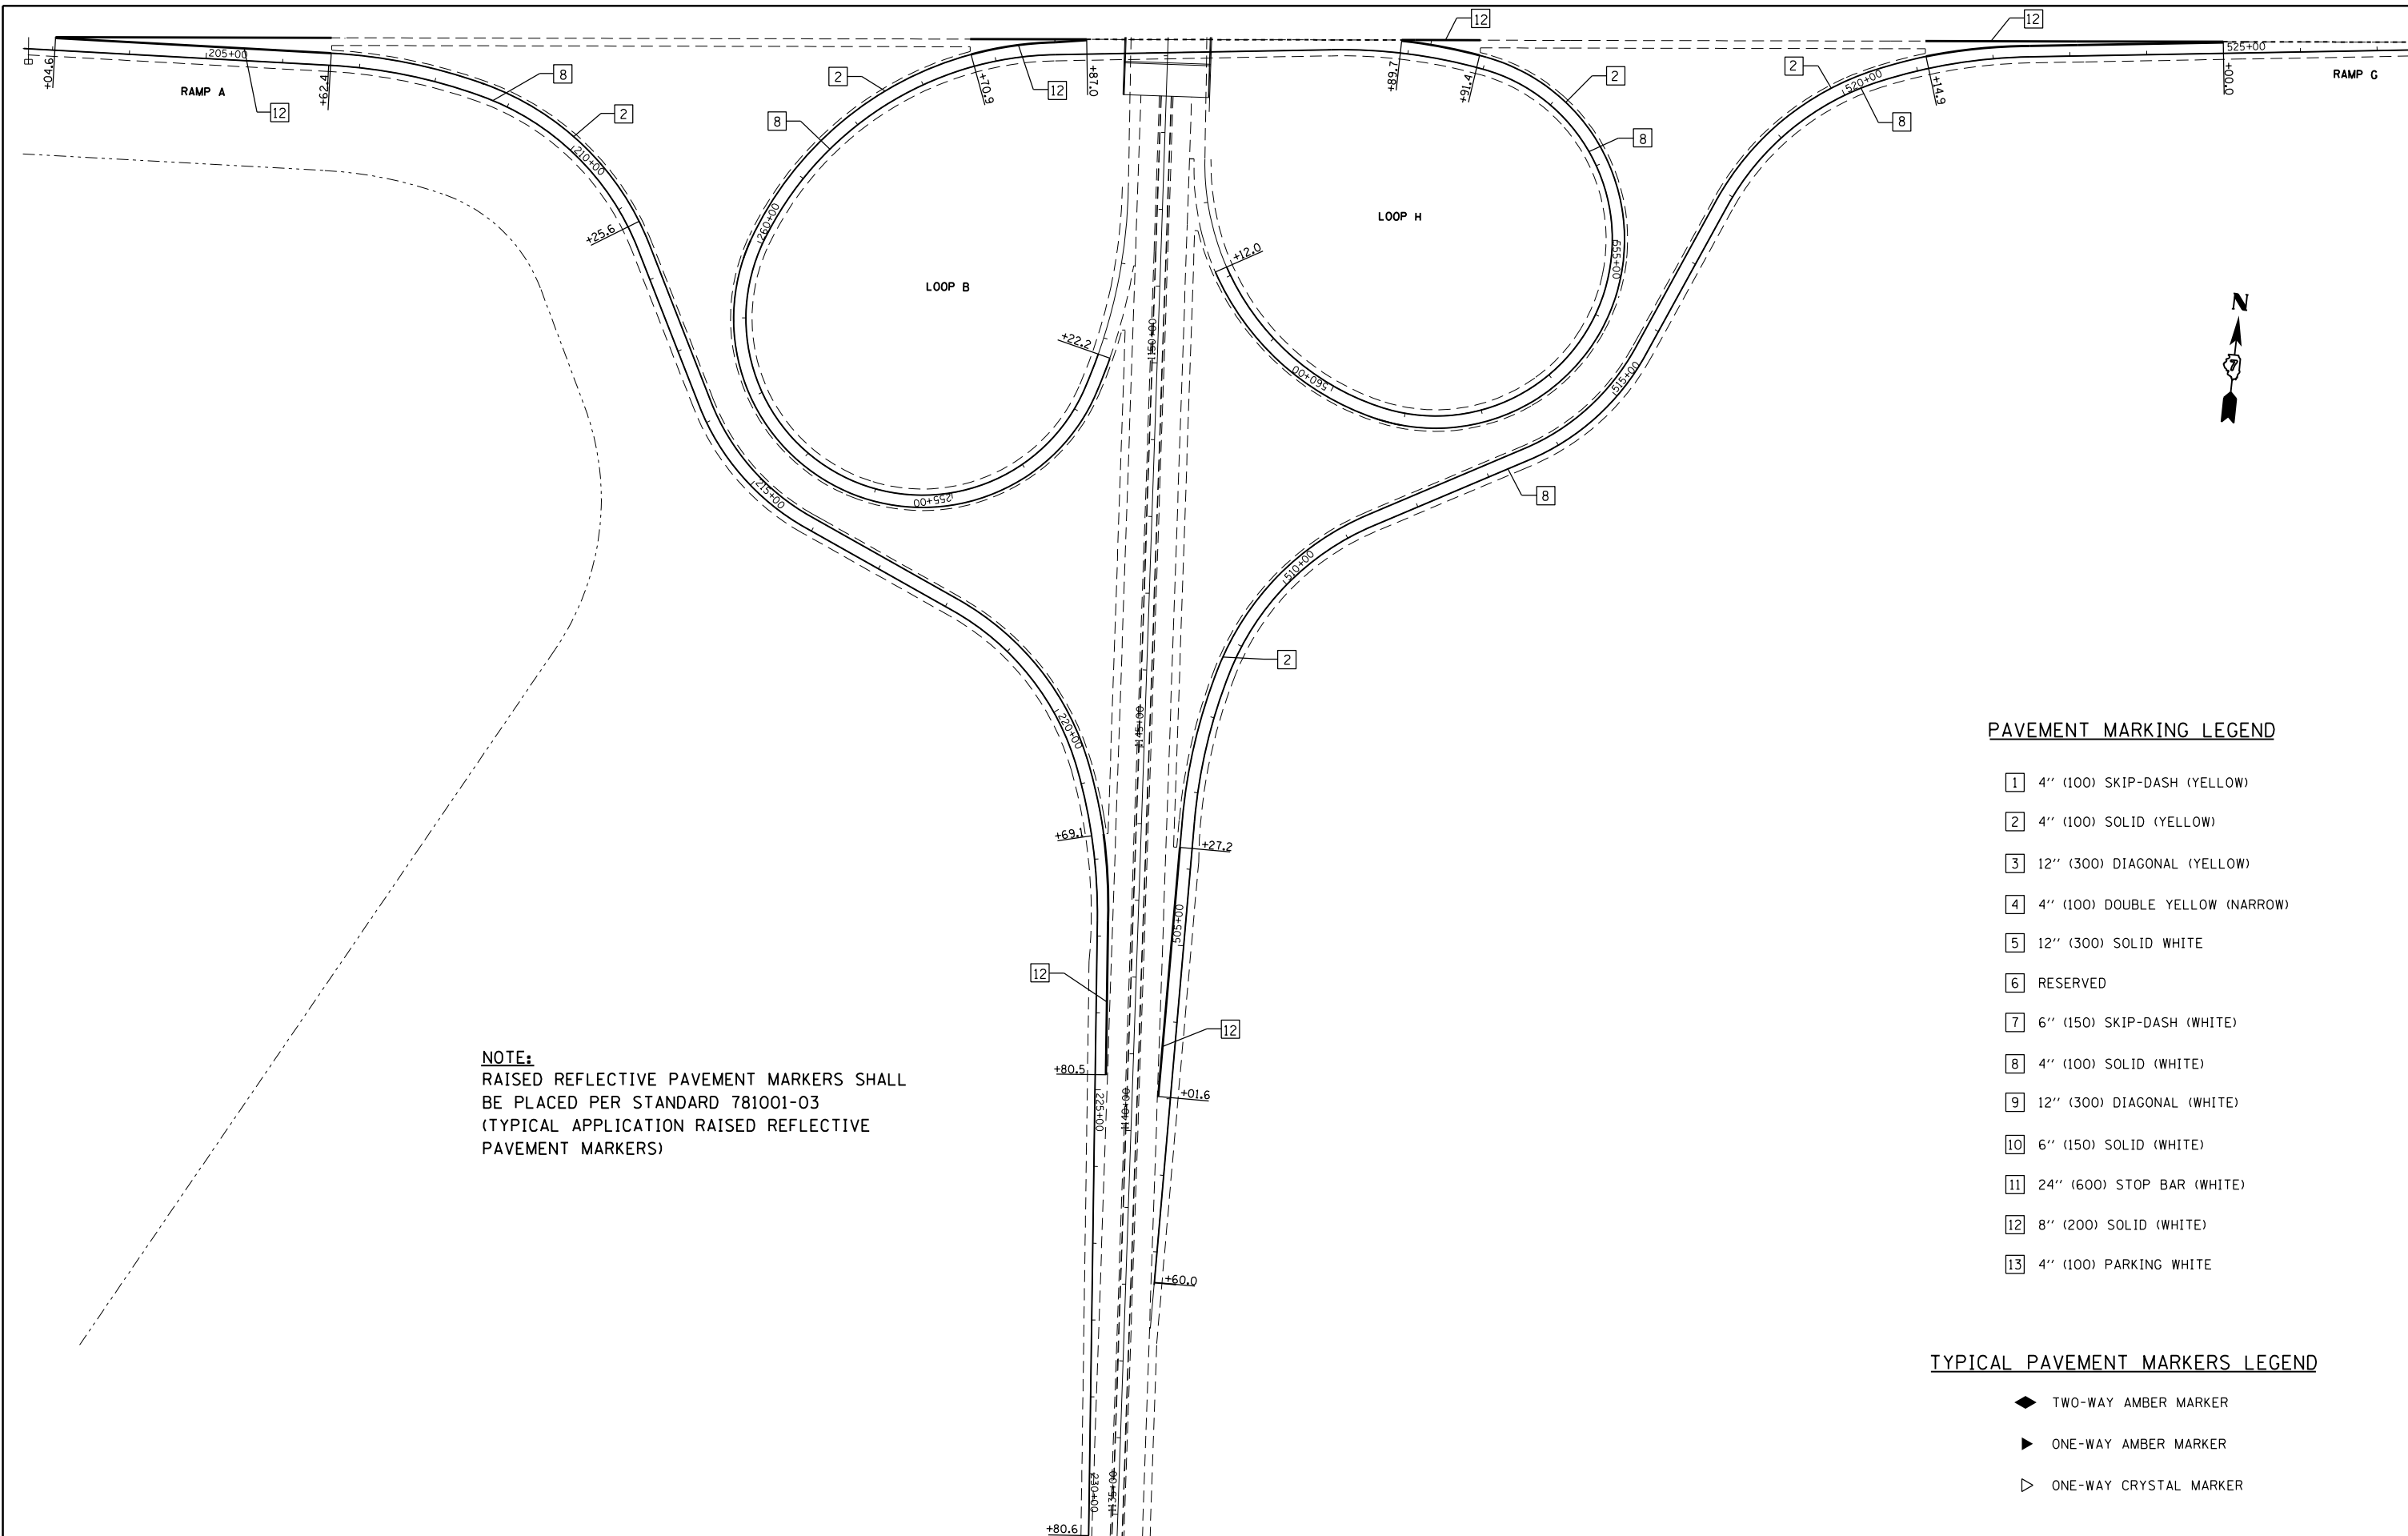 12
12
+04.6
205+00
RAMP A
12
+62.4
8
2
210+00
+25.6
2
8
+70.9
12
+87.0
260+00
LOOP B
+22.2
255+00
215+00
+89.7
+91.4
2
8
LOOP H
+12.0
655+00
560+00
2
520+00
8
+14.9
525+00
+00.0
RAMP G
N
7
1150+00
515+00
8
510+00
2
220+00
1145+00
+69.1
+27.2
505+00
12
12
+80.5
+01.6
225+00
1140+00
+60.0
230+00
1135+00
+80.6
NOTE:
RAISED REFLECTIVE PAVEMENT MARKERS SHALL
BE PLACED PER STANDARD 781001-03
(TYPICAL APPLICATION RAISED REFLECTIVE
PAVEMENT MARKERS)
PAVEMENT MARKING LEGEND
1 4'' (100) SKIP-DASH (YELLOW)
2 4'' (100) SOLID (YELLOW)
3 12'' (300) DIAGONAL (YELLOW)
4 4'' (100) DOUBLE YELLOW (NARROW)
5 12'' (300) SOLID WHITE
6 RESERVED
7 6'' (150) SKIP-DASH (WHITE)
8 4'' (100) SOLID (WHITE)
9 12'' (300) DIAGONAL (WHITE)
10 6'' (150) SOLID (WHITE)
11 24'' (600) STOP BAR (WHITE)
12 8'' (200) SOLID (WHITE)
13 4'' (100) PARKING WHITE
TYPICAL PAVEMENT MARKERS LEGEND
TWO-WAY AMBER MARKER
ONE-WAY AMBER MARKER
ONE-WAY CRYSTAL MARKER